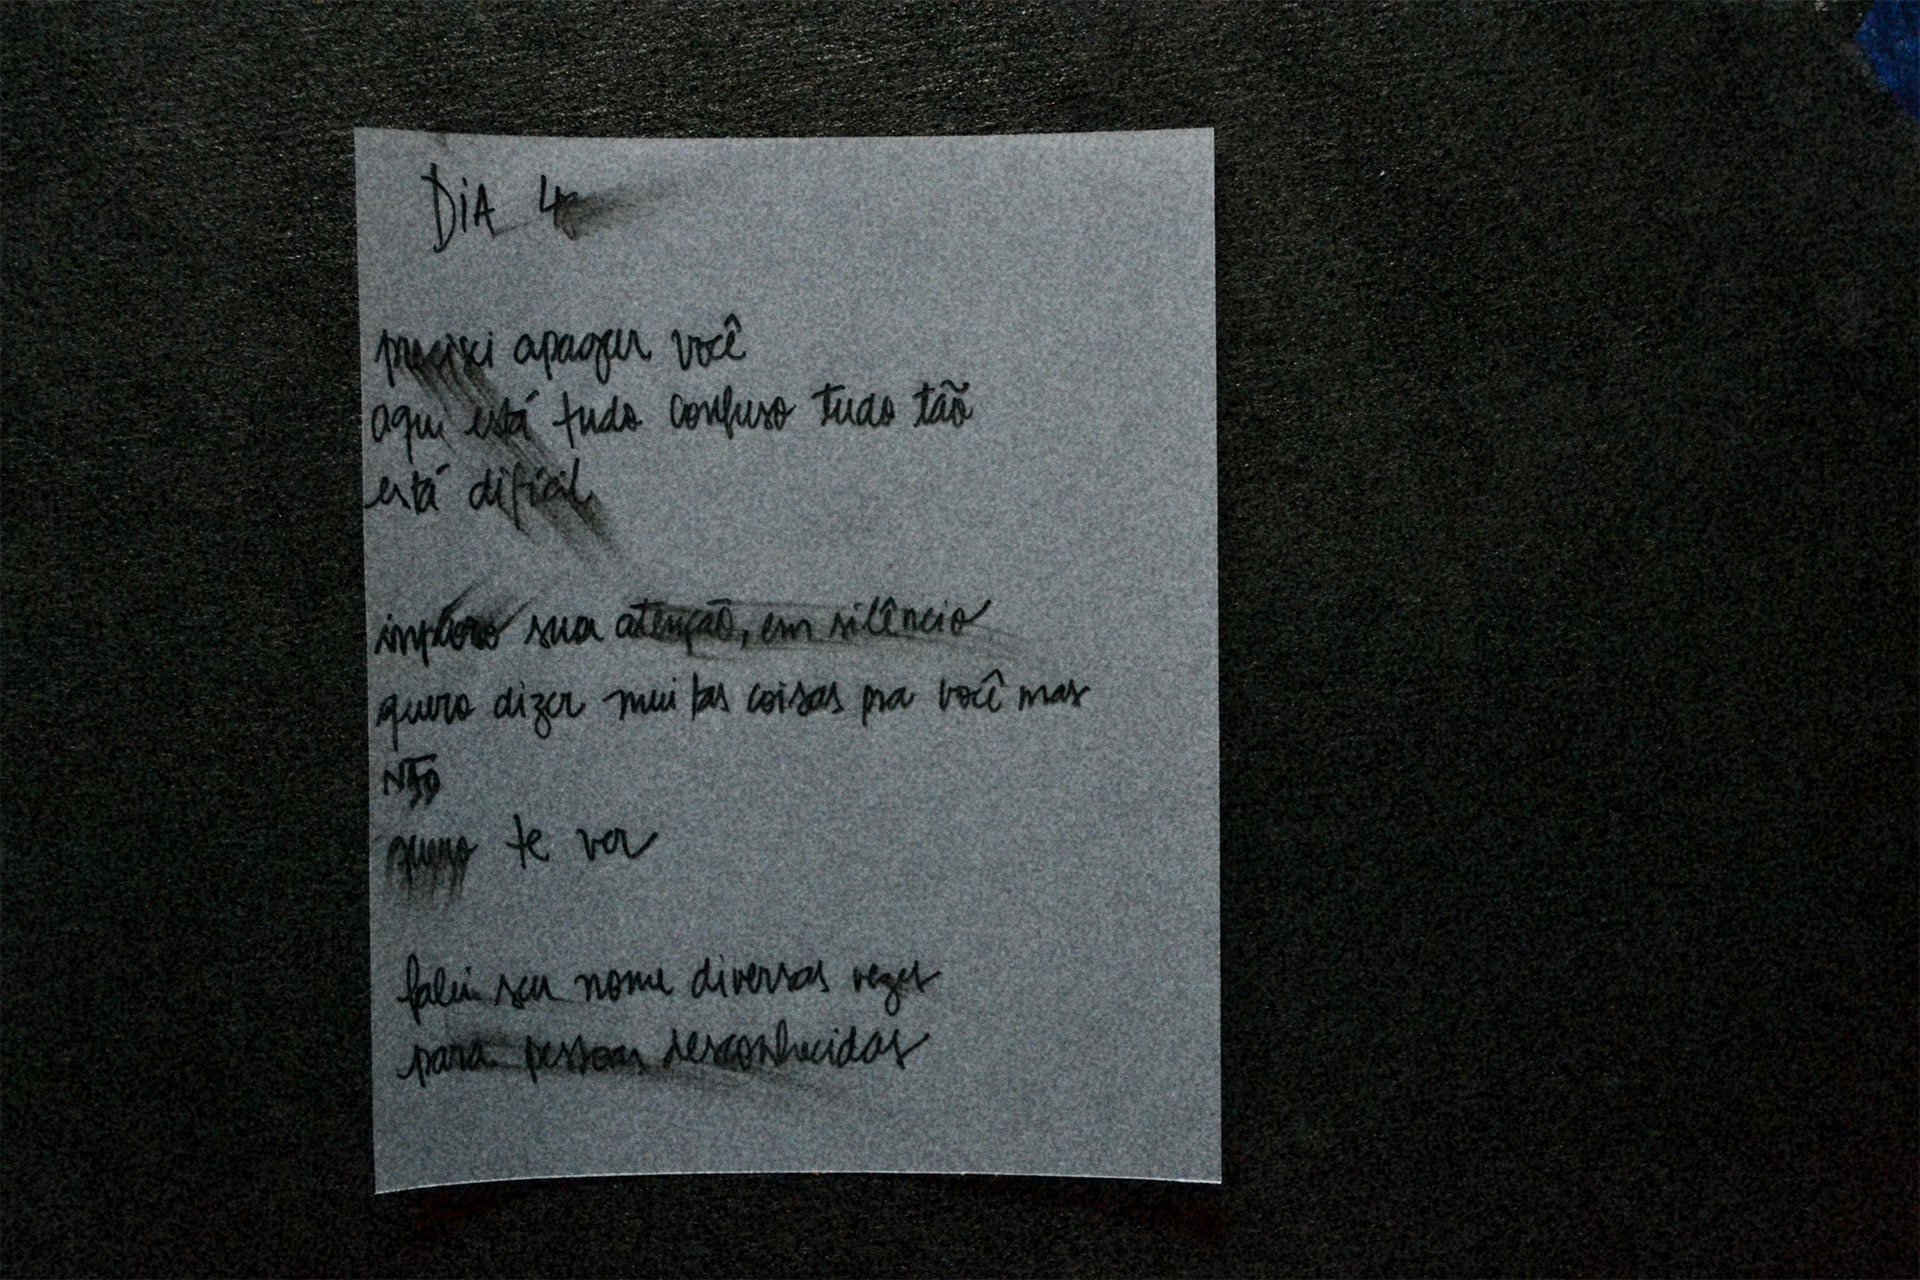 DiA 4
precisei apagar você
aqui está tudo confuso tudo tão
está difícil
imploro sua atenção, em silêncio
quero dizer muitas coisas pra você mas
NÃO
quero te ver
falei seu nome diversas vezes
para pessoas desconhecidas